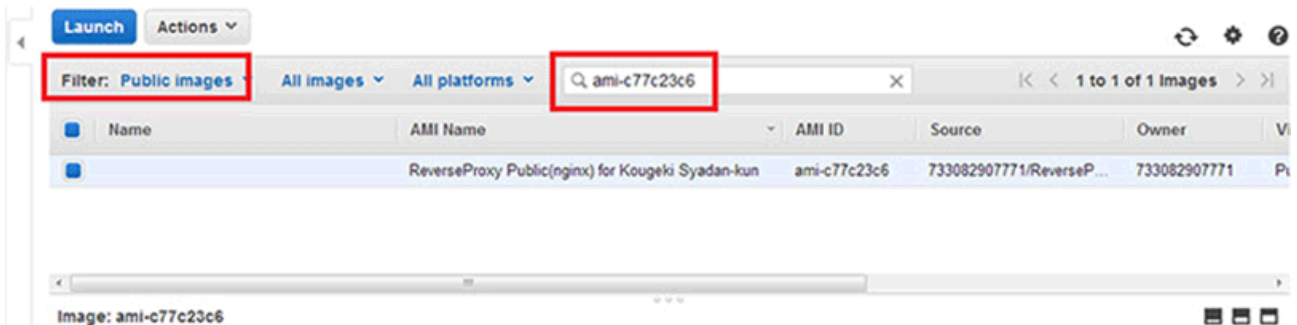 Launch Actions
Filter: Public images All images All platforms ami-c77c23c6 1 to 1 of 1 Images
Name AMI Name AMI ID Source Owner
ReverseProxy Public(nginx) for Kougeki Syadan-kun ami-c77c23c6 733082907771/ReverseP... 733082907771
Image: ami-c77c23c6